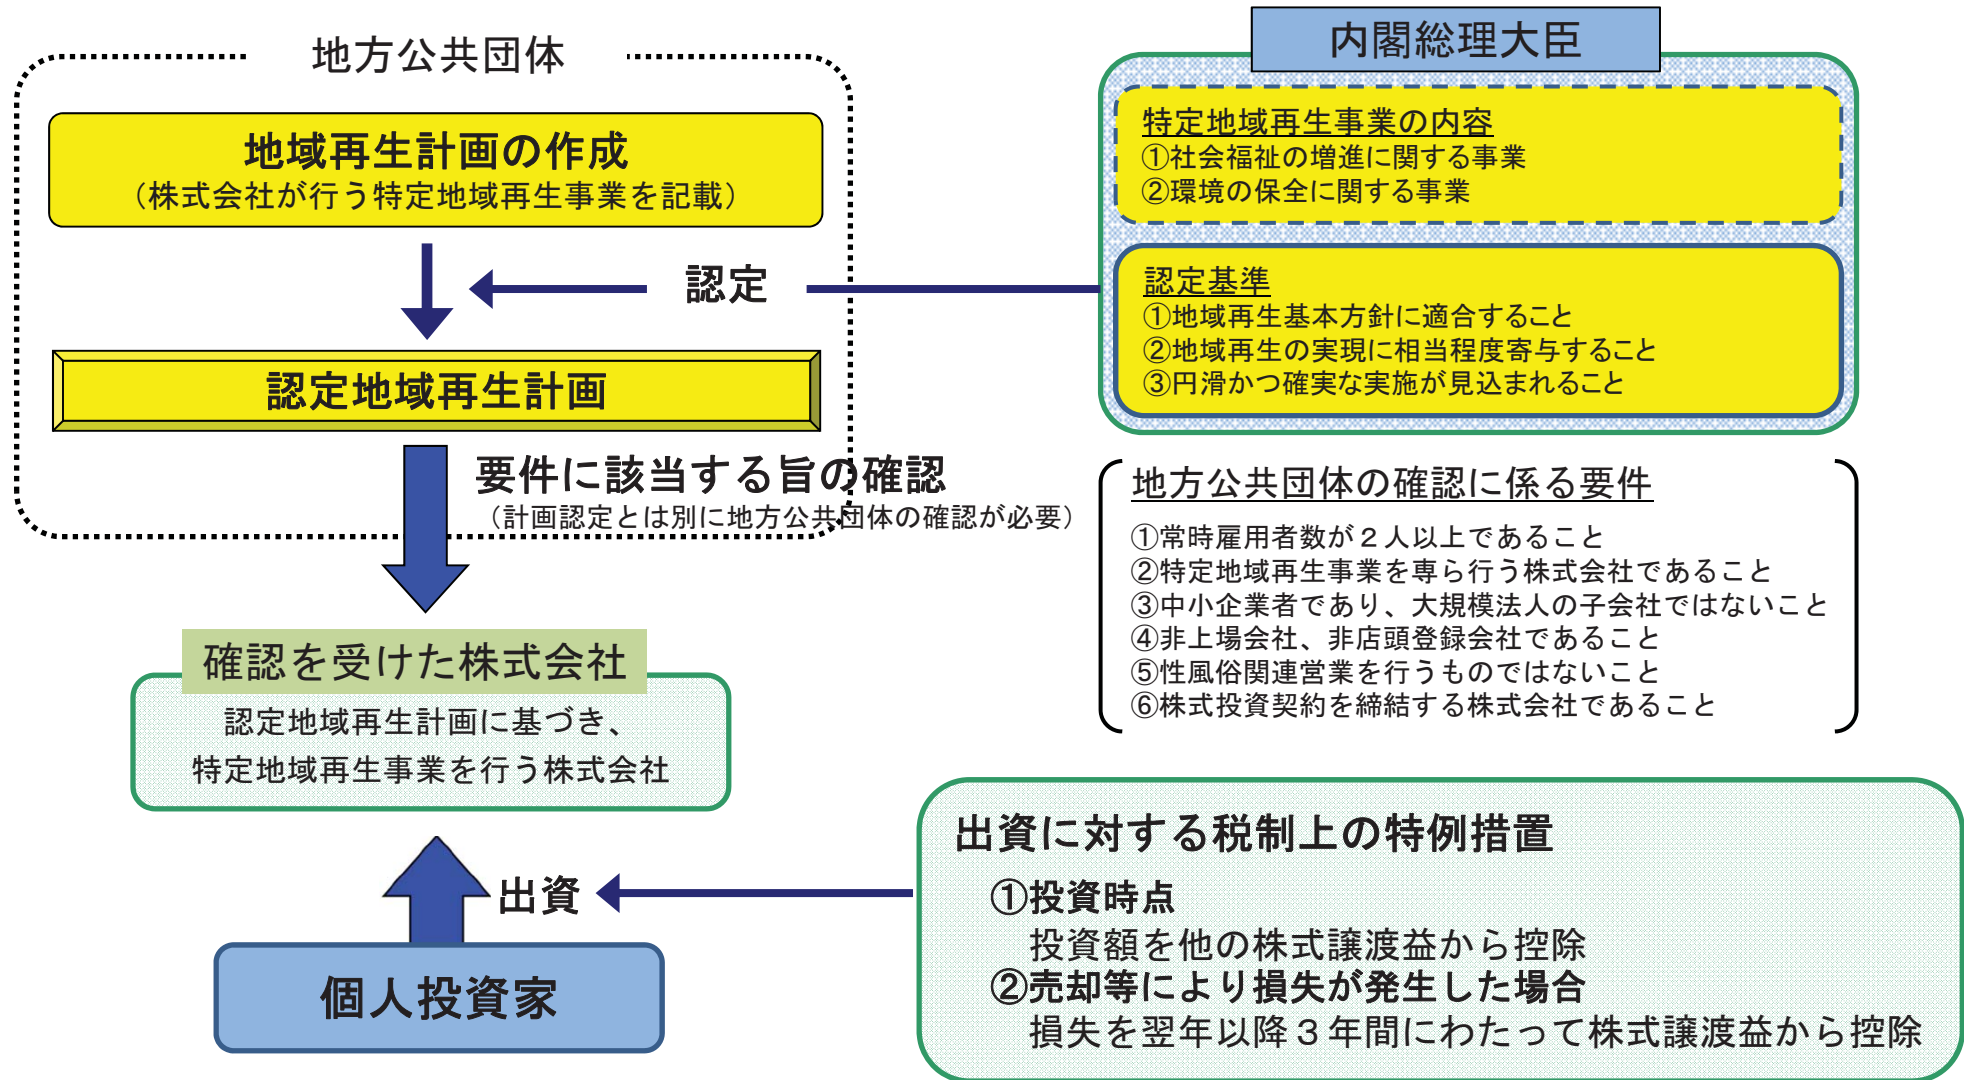 地方公共団体
地域再生計画の作成
（株式会社が行う特定地域再生事業を記載）
認定
認定地域再生計画
要件に該当する旨の確認
（計画認定とは別に地方公共団体の確認が必要）
確認を受けた株式会社
認定地域再生計画に基づき、
特定地域再生事業を行う株式会社
出資
個人投資家
内閣総理大臣
特定地域再生事業の内容
①社会福祉の増進に関する事業
②環境の保全に関する事業
認定基準
①地域再生基本方針に適合すること
②地域再生の実現に相当程度寄与すること
③円滑かつ確実な実施が見込まれること
地方公共団体の確認に係る要件
①常時雇用者数が２人以上であること
②特定地域再生事業を専ら行う株式会社であること
③中小企業者であり、大規模法人の子会社ではないこと
④非上場会社、非店頭登録会社であること
⑤性風俗関連営業を行うものではないこと
⑥株式投資契約を締結する株式会社であること
出資に対する税制上の特例措置
①投資時点
投資額を他の株式譲渡益から控除
②売却等により損失が発生した場合
損失を翌年以降３年間にわたって株式譲渡益から控除